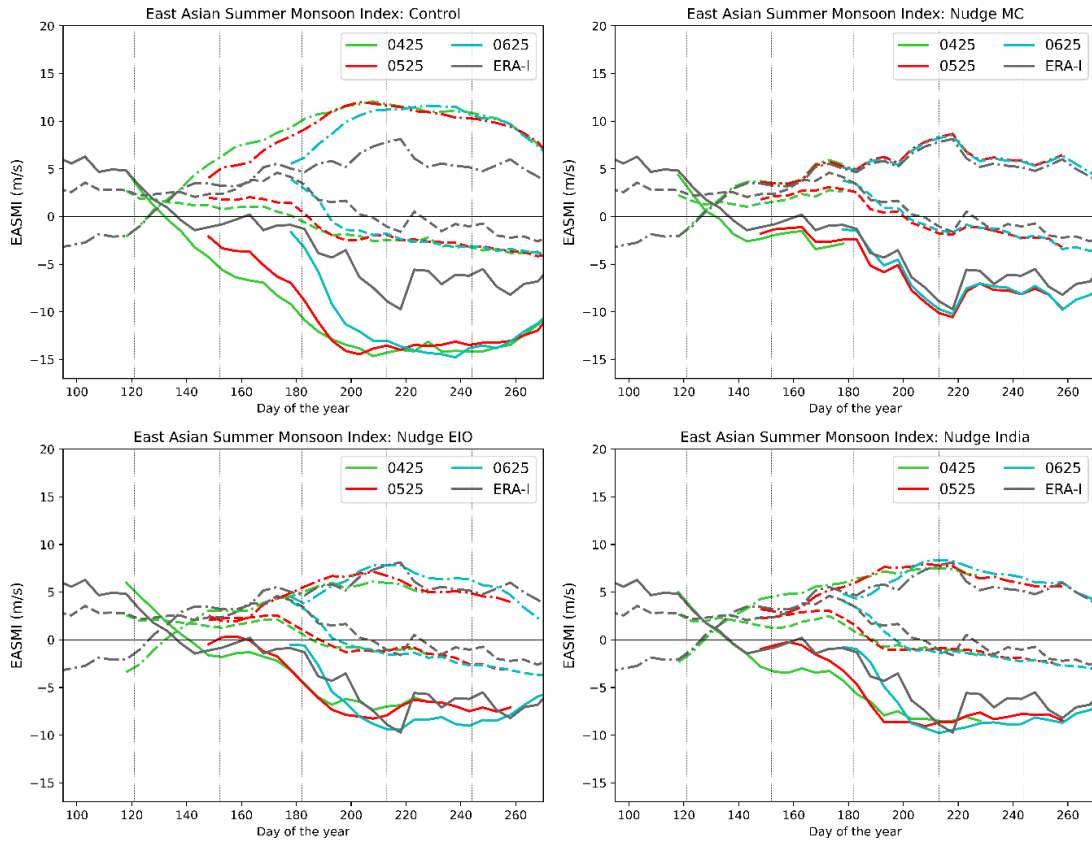 East Asian Summer Monsoon Index: Control
20
15
10
5
0
−5
−10
−15
EASMI (m/s)
0425
0525
0625
ERA-I
100 120 140 160 180 200 220 240 260
Day of the year
East Asian Summer Monsoon Index: Nudge MC
20
15
10
5
0
−5
−10
−15
EASMI (m/s)
0425
0525
0625
ERA-I
100 120 140 160 180 200 220 240 260
Day of the year
East Asian Summer Monsoon Index: Nudge EIO
20
15
10
5
0
−5
−10
−15
EASMI (m/s)
0425
0525
0625
ERA-I
100 120 140 160 180 200 220 240 260
Day of the year
East Asian Summer Monsoon Index: Nudge India
20
15
10
5
0
−5
−10
−15
EASMI (m/s)
0425
0525
0625
ERA-I
100 120 140 160 180 200 220 240 260
Day of the year